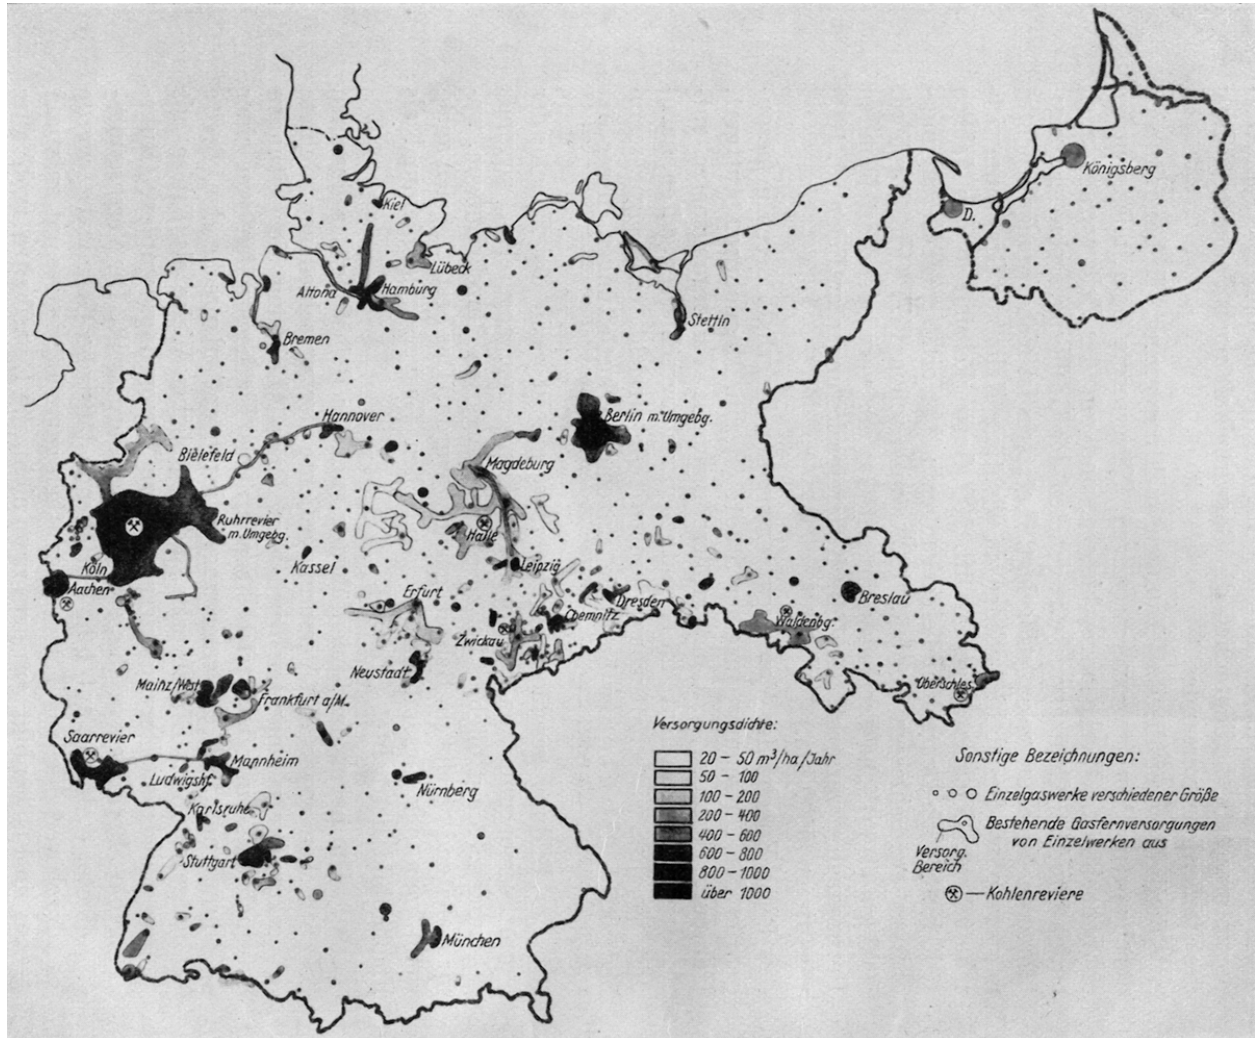 Königsberg
D.
Kiel
Lübeck
Altona
Hamburg
Stettin
Bremen
Hannover
Berlin m. Umgebg.
Bielefeld
Magdeburg
Ruhrrevier
m. Umgebg.
Halle
Köln
Kassel
Leipzig
Aachen
Erfurt
Dresden
Breslau
Chemnitz
Waldenbg.
Zwickau
Neustadt
Mainz/Wst.
Frankfurt a/M.
Oberschles.
Saarrevier
Mannheim
Ludwigshf.
Nürnberg
Karlsruhe
Stuttgart
München
Versorgungsdichte:
20 – 50 m³/ha/Jahr
50 – 100
100 – 200
200 – 400
400 – 600
600 – 800
800 – 1000
über 1000
Sonstige Bezeichnungen:
Einzelgaswerke verschiedener Größe
Bestehende Gasfernversorgungen
von Einzelwerken aus
Versorg.
Bereich
Kohlenreviere